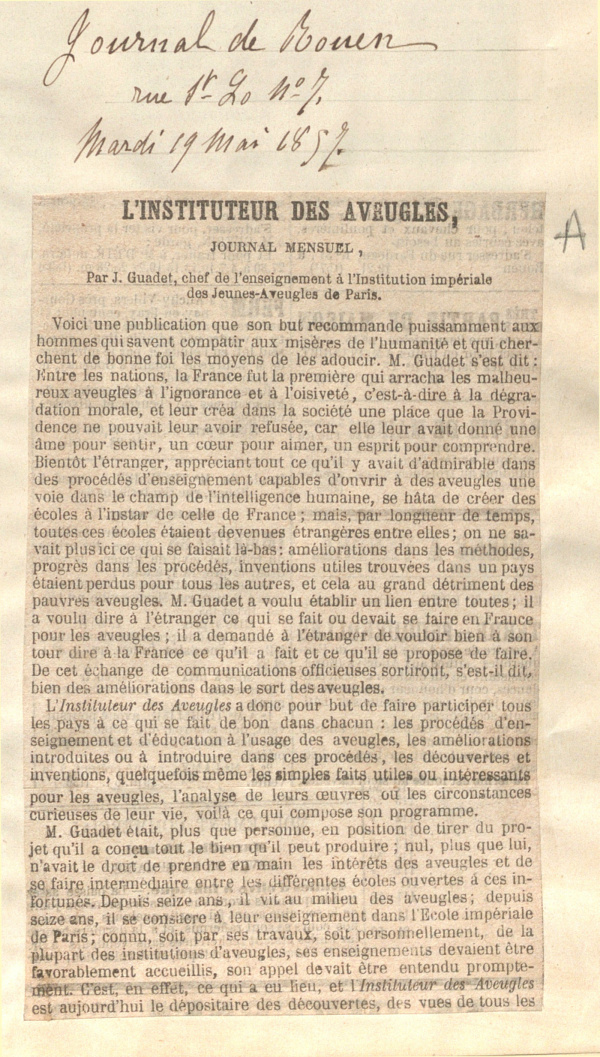 Journal de Rouen
rue St Lo No 7.
Mardi 19 Mai 1857.
A
L'INSTITUTEUR DES AVEUGLES,
JOURNAL MENSUEL,
Par J. Guadet, chef de l'enseignement à l'Institution impériale
des Jeunes-Aveugles de Paris.
Voici une publication que son but recommande puissamment aux
hommes qui savent compatir aux misères de l'humanité et qui cher-
chent de bonne foi les moyens de les adoucir. M. Guadet s'est dit :
Entre les nations, la France fut la première qui arracha les malheu-
reux aveugles à l'ignorance et à l'oisiveté, c'est-à-dire à la dégra-
dation morale, et leur créa dans la société une place que la Provi-
dence ne pouvait leur avoir refusée, car elle leur avait donné une
âme pour sentir, un cœur pour aimer, un esprit pour comprendre.
Bientôt l'étranger, appréciant tout ce qu'il y avait d'admirable dans
des procédés d'enseignement capables d'onvrir à des aveugles une
voie dans le champ de l'intelligence humaine, se hâta de créer des
écoles à l'instar de celle de France ; mais, par longueur de temps,
toutes ces écoles étaient devenues étrangères entre elles ; on ne sa-
vait plus ici ce qui se faisait là-bas : améliorations dans les méthodes,
progrès dans les procédés, inventions utiles trouvées dans un pays
étaient perdus pour tous les autres, et cela au grand détriment des
pauvres aveugles. M. Guadet a voulu établir un lien entre toutes ; il
a voulu dire à l'étranger ce qui se fait ou devait se faire en France
pour les aveugles ; il a demandé à l'étranger de vouloir bien à son
tour dire à la France ce qu'il a fait et ce qu'il se propose de faire.
De cet échange de communications officieuses sortiront, s'est-il dit,
bien des améliorations dans le sort des aveugles.
L'Instituteur des Aveugles a donc pour but de faire participer tous
les pays à ce qui se fait de bon dans chacun : les procédés d'en-
seignement et d'éducation à l'usage des aveugles, les améliorations
introduites ou à introduire dans ces procédés, les découvertes et
inventions, quelquefois même les simples faits utiles ou intéressants
pour les aveugles, l'analyse de leurs œuvres où les circonstances
curieuses de leur vie, voilà ce qui compose son programme.
M. Guadet était, plus que personne, en position de tirer du pro-
jet qu'il a conçu tout le bien qu'il peut produire ; nul, plus que lui,
n'avait le droit de prendre en main les intérêts des aveugles et de
se faire intermédiaire entre les différentes écoles ouvertes à ces in-
fortunés. Depuis seize ans, il vit au milieu des aveugles ; depuis
seize ans, il se consacre à leur enseignement dans l'Ecole impériale
de Paris ; connu, soit par ses travaux, soit personnellement, de la
plupart des institutions d'aveugles, ses enseignements devaient être
favorablement accueillis, son appel devait être entendu prompte-
ment. C'est, en effet, ce qui a eu lieu, et l'Instituteur des Aveugles
est aujourd'hui le dépositaire des découvertes, des vues de tous les